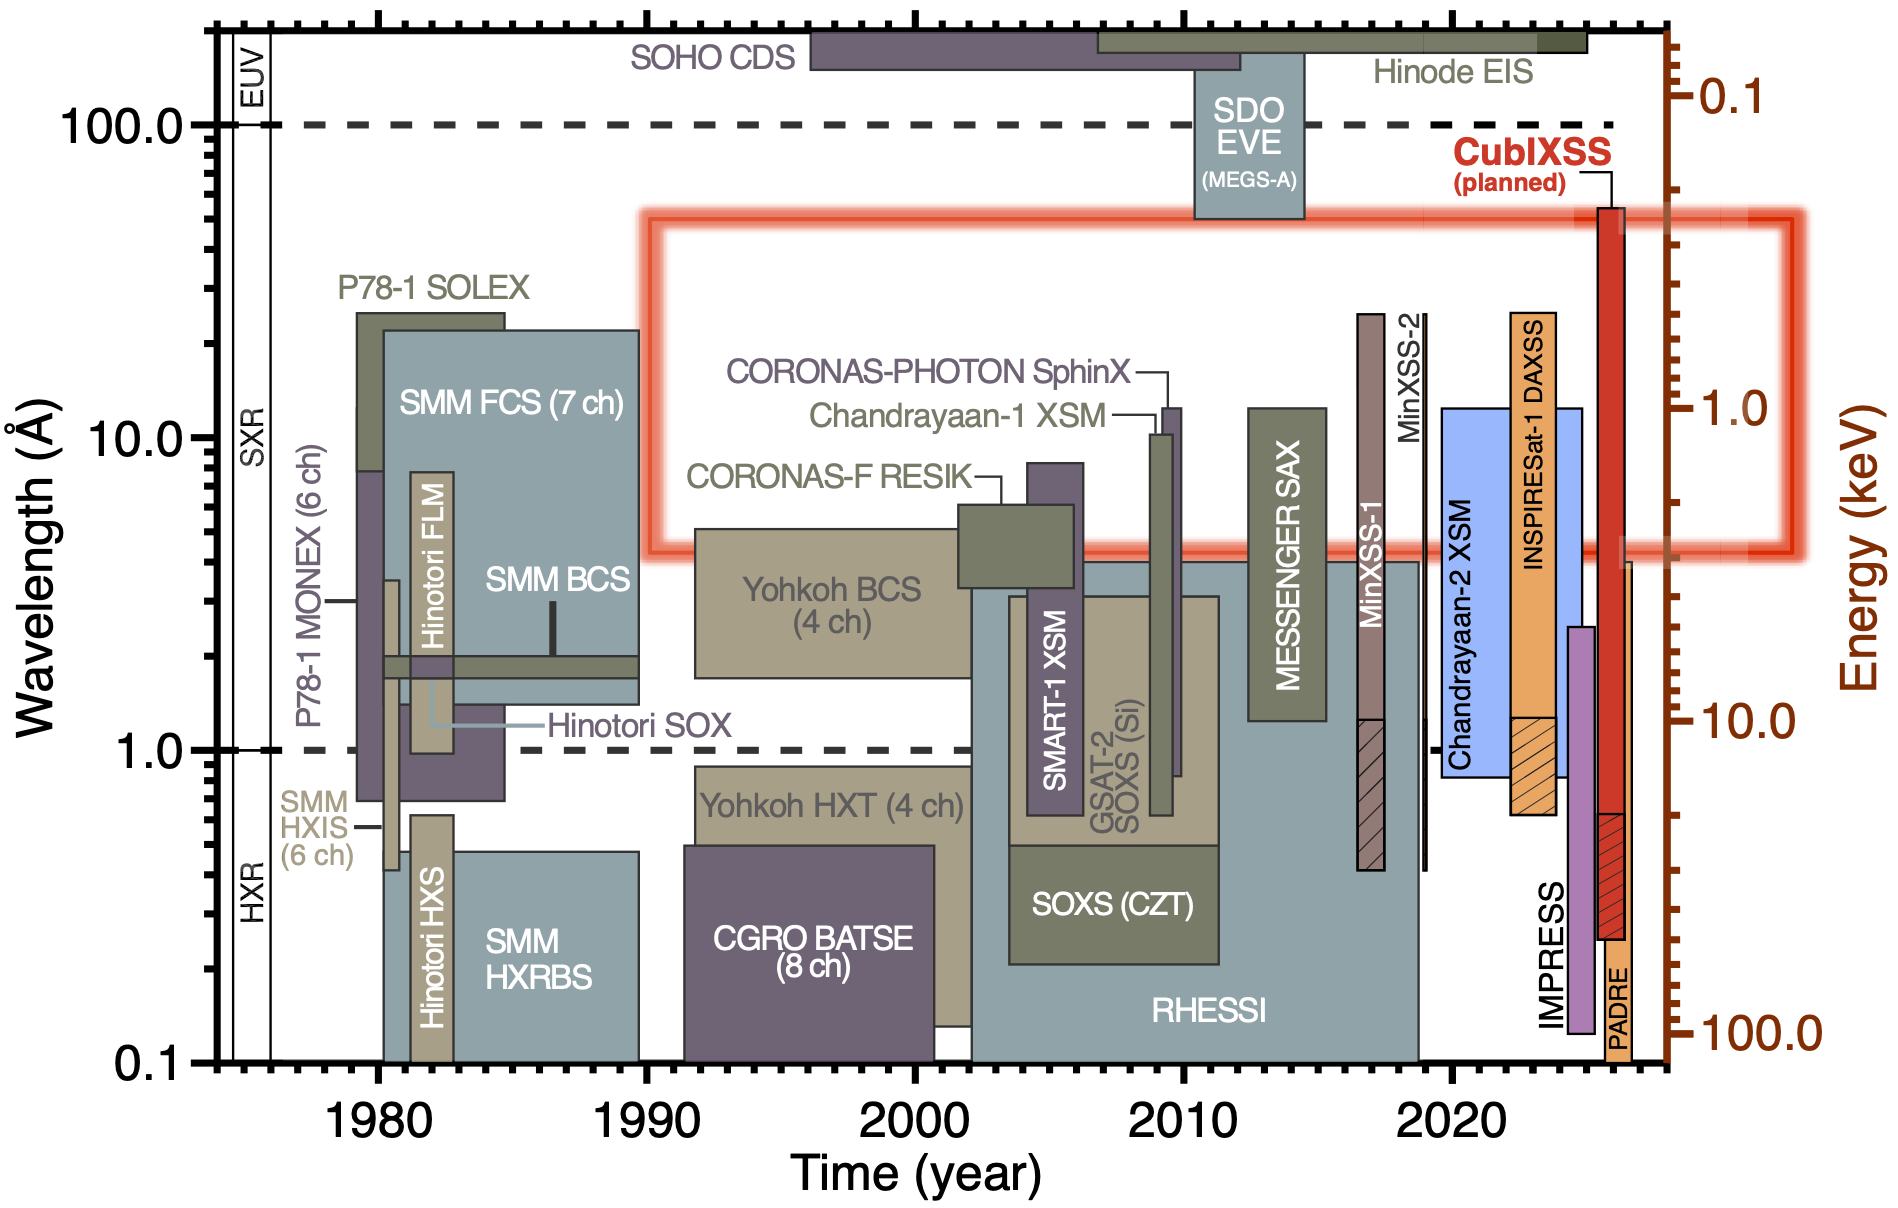 SOHO CDS
Hinode EIS
EUV
0.1
100.0
SDO
EVE
(MEGS-A)
CubIXSS
(planned)
P78-1 SOLEX
SMM FCS (7 ch)
CORONAS-PHOTON SphinX
Chandrayaan-1 XSM
CORONAS-F RESIK
MinXSS-2
INSPIRESat-1 DAXSS
1.0
10.0
SXR
Wavelength (Å)
Energy (keV)
P78-1 MONEX (6 ch)
Hinotori FLM
SMM BCS
Yohkoh BCS
(4 ch)
SMART-1 XSM
MESSENGER SAX
MinXSS-1
Chandrayaan-2 XSM
Hinotori SOX
10.0
1.0
GSAT-2
SOXS (Si)
SMM
HXIS
(6 ch)
Yohkoh HXT (4 ch)
HXR
Hinotori HXS
SMM
HXRBS
CGRO BATSE
(8 ch)
SOXS (CZT)
RHESSI
IMPRESS
PADRE
100.0
0.1
1980
1990
2000
2010
2020
Time (year)